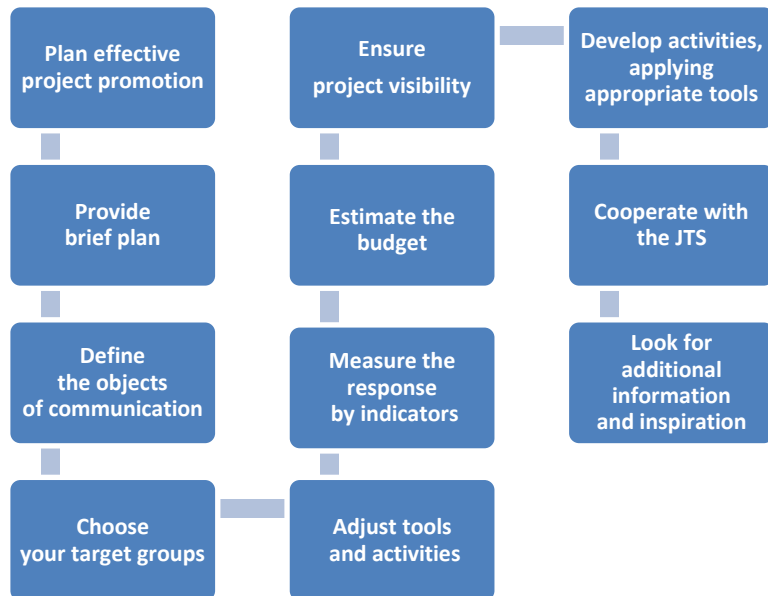 Plan effective
project promotion
Provide
brief plan
Define
the objects
of communication
Choose
your target groups
Adjust tools
and activities
Measure the
response
by indicators
Estimate the
budget
Ensure
project visibility
Develop activities,
applying
appropriate tools
Cooperate with
the JTS
Look for
additional
information
and inspiration